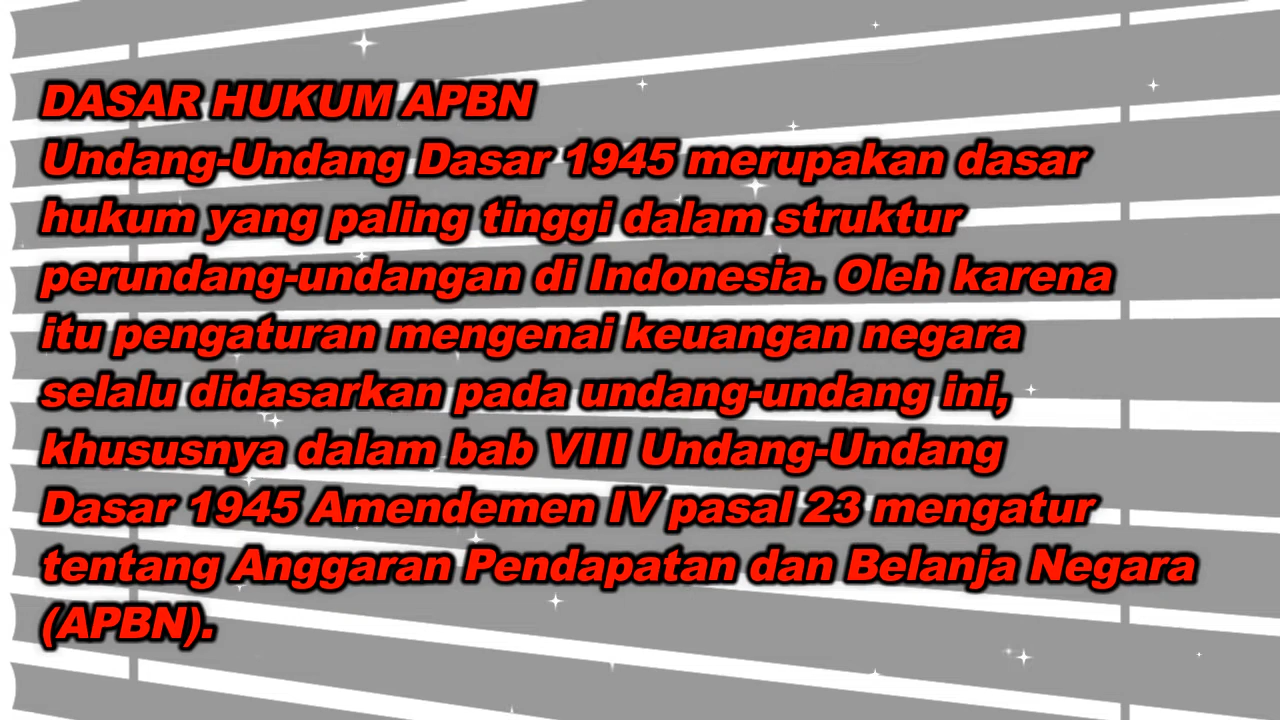 DASAR HUKUM APBN
Undang-Undang Dasar 1945 merupakan dasar
hukum yang paling tinggi dalam struktur
perundang-undangan di Indonesia. Oleh karena
itu pengaturan mengenai keuangan negara
selalu didasarkan pada undang-undang ini,
khususnya dalam bab VIII Undang-Undang
Dasar 1945 Amendemen IV pasal 23 mengatur
tentang Anggaran Pendapatan dan Belanja Negara
(APBN).